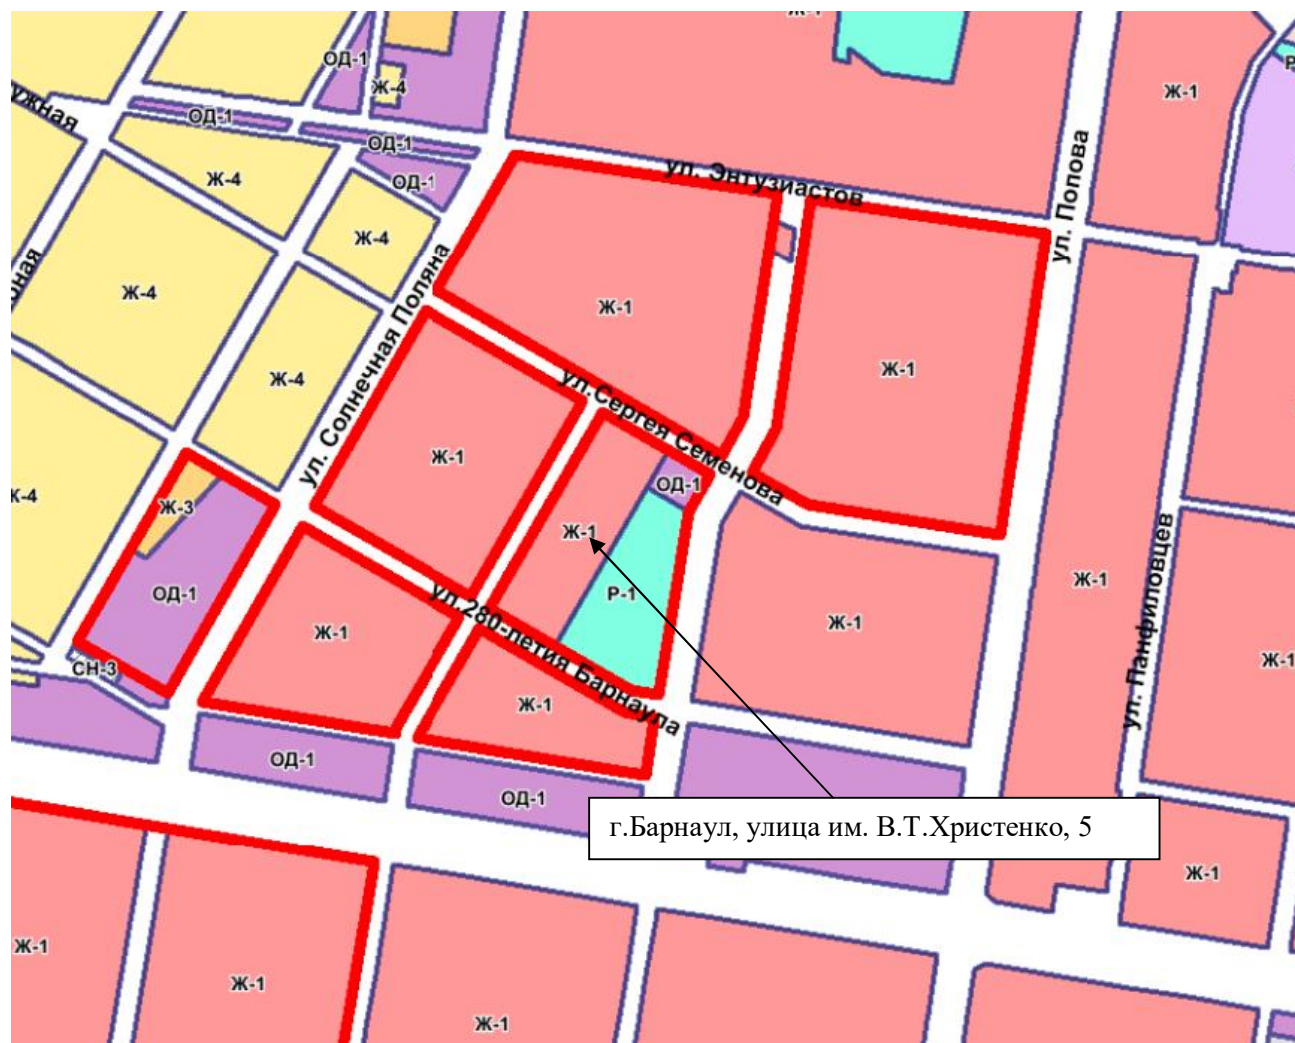 Ж-1
Р
ОД-1
Ж-4
Ж-1
ужная
ОД-1
ОД-1
ул. Энтузиастов
ул. Попова
Ж-4
ОД-1
Ж-4
Ж-4
ул. Солнечная Поляна
Ж-1
Ж-4
ул.Сергея Семенова
Ж-1
Ж-1
ОД-1
Ж-4
Ж-3
Ж-1
ул. Панфиловцев
Ж-1
ОД-1
Р-1
ул.280-летия Барнаула
Ж-1
Ж-1
Ж-1
СН-3
Ж-1
ОД-1
ОД-1
г.Барнаул, улица им. В.Т.Христенко, 5
Ж-1
Ж-1
Ж-1
Ж-1